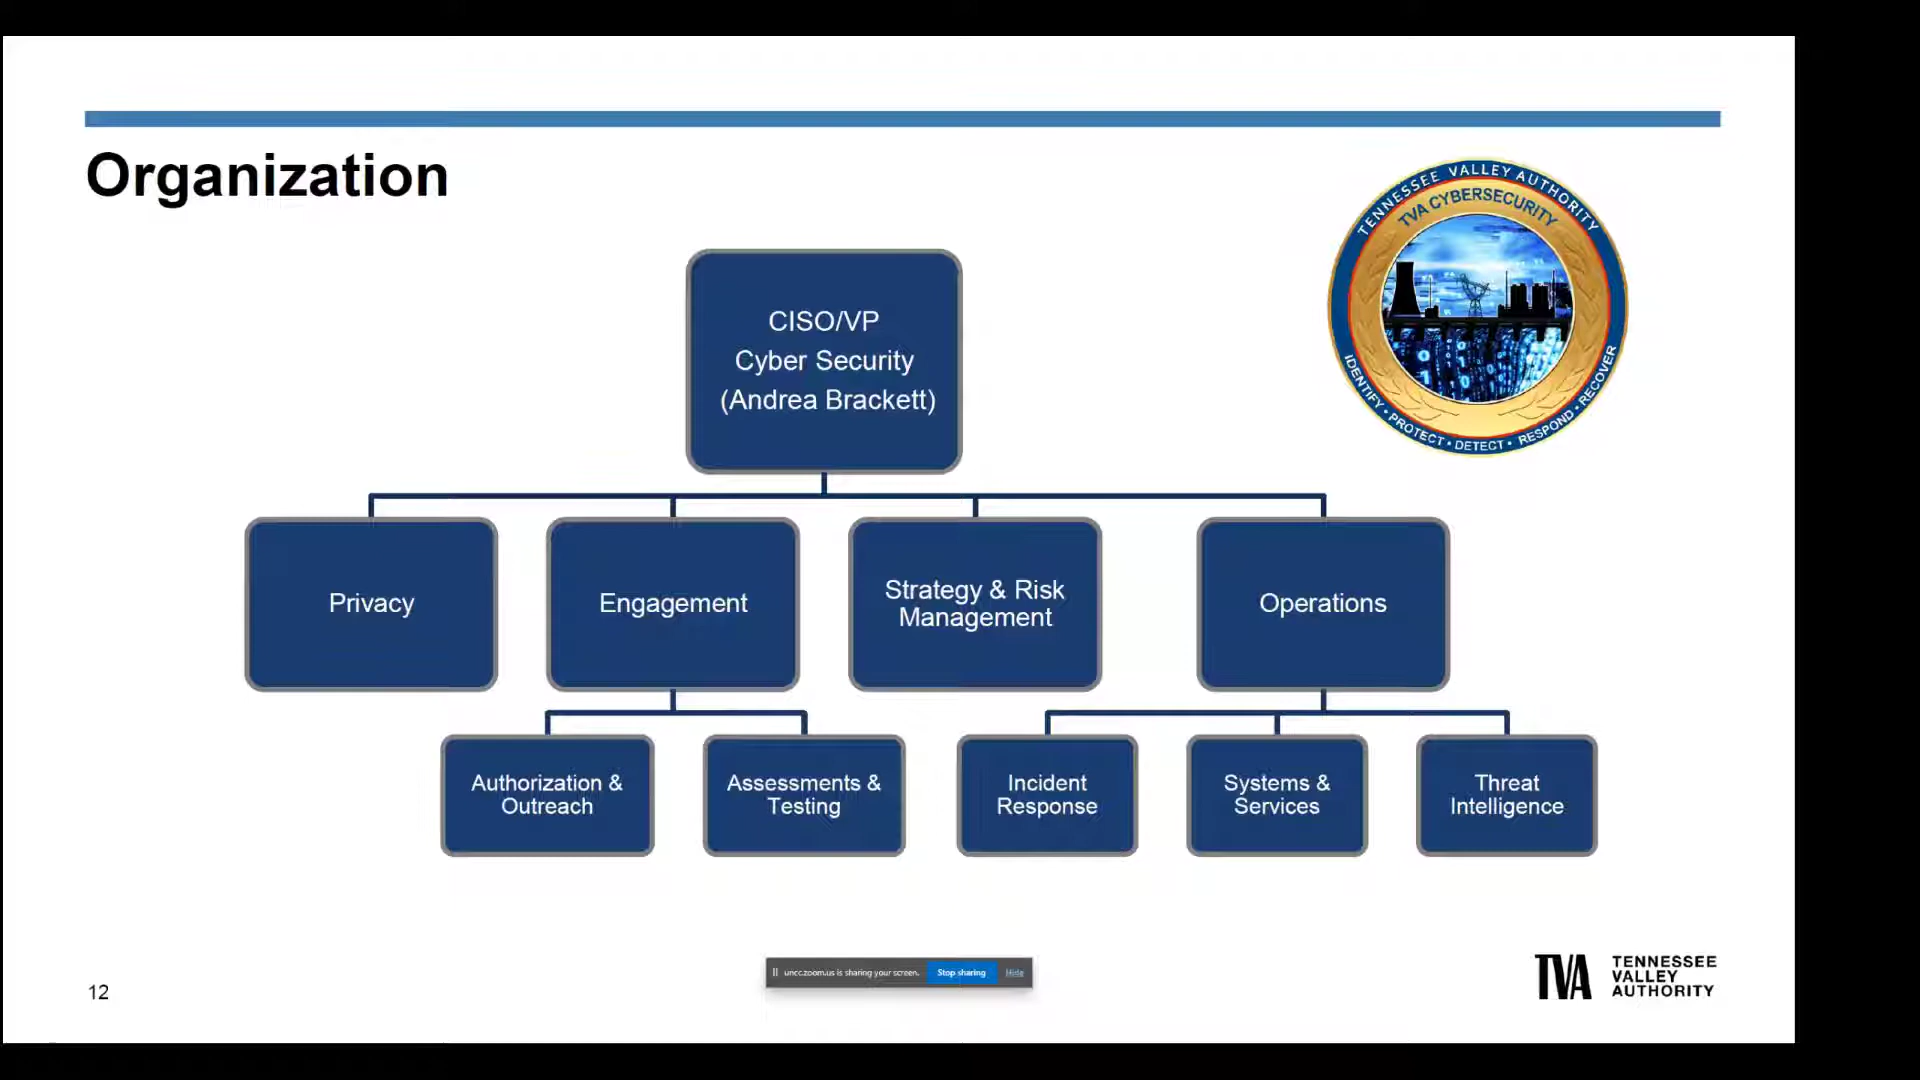 Organization
TENNESSEE VALLEY AUTHORITY
TVA CYBERSECURITY
IDENTIFY • PROTECT • DETECT • RESPOND • RECOVER
CISO/VP
Cyber Security
(Andrea Brackett)
Privacy
Engagement
Strategy & Risk
Management
Operations
Authorization &
Outreach
Assessments &
Testing
Incident
Response
Systems &
Services
Threat
Intelligence
uncc.zoom.us is sharing your screen.
Stop sharing
Hide
12
TVA
TENNESSEE
VALLEY
AUTHORITY